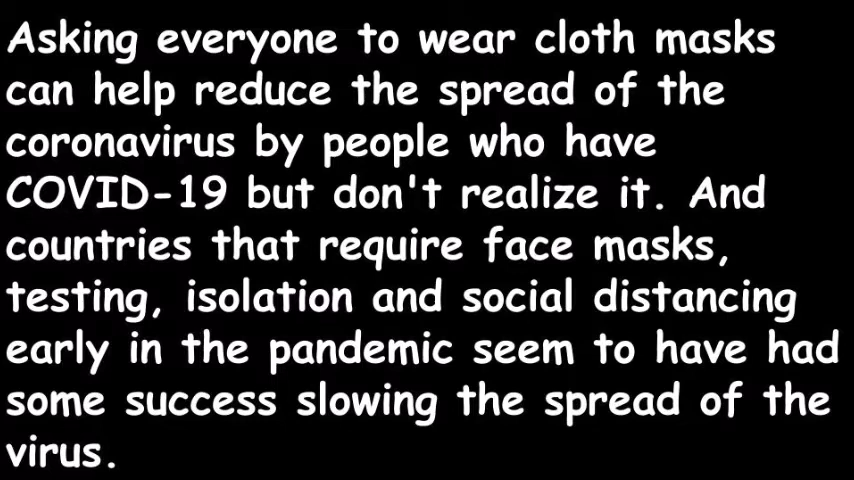 Asking everyone to wear cloth masks
can help reduce the spread of the
coronavirus by people who have
COVID-19 but don't realize it. And
countries that require face masks,
testing, isolation and social distancing
early in the pandemic seem to have had
some success slowing the spread of the
virus.